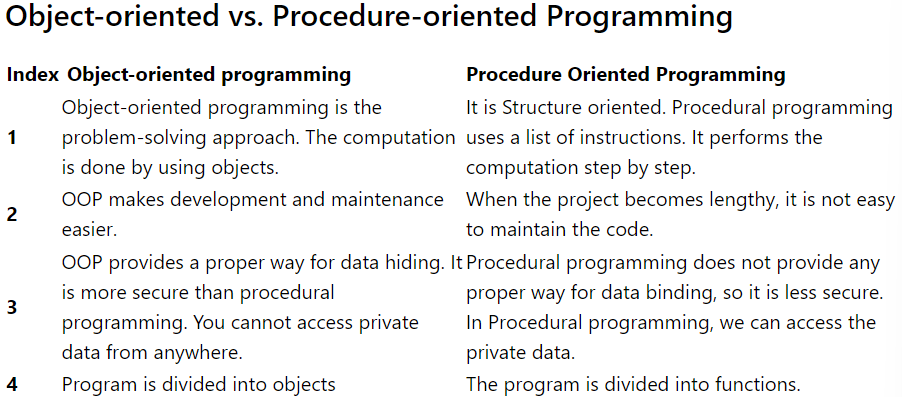 Object-oriented vs. Procedure-oriented Programming
Index Object-oriented programming Procedure Oriented Programming
1 Object-oriented programming is the problem-solving approach. The computation is done by using objects. It is Structure oriented. Procedural programming uses a list of instructions. It performs the computation step by step.
2 OOP makes development and maintenance easier. When the project becomes lengthy, it is not easy to maintain the code.
3 OOP provides a proper way for data hiding. It is more secure than procedural programming. You cannot access private data from anywhere. Procedural programming does not provide any proper way for data binding, so it is less secure. In Procedural programming, we can access the private data.
4 Program is divided into objects The program is divided into functions.